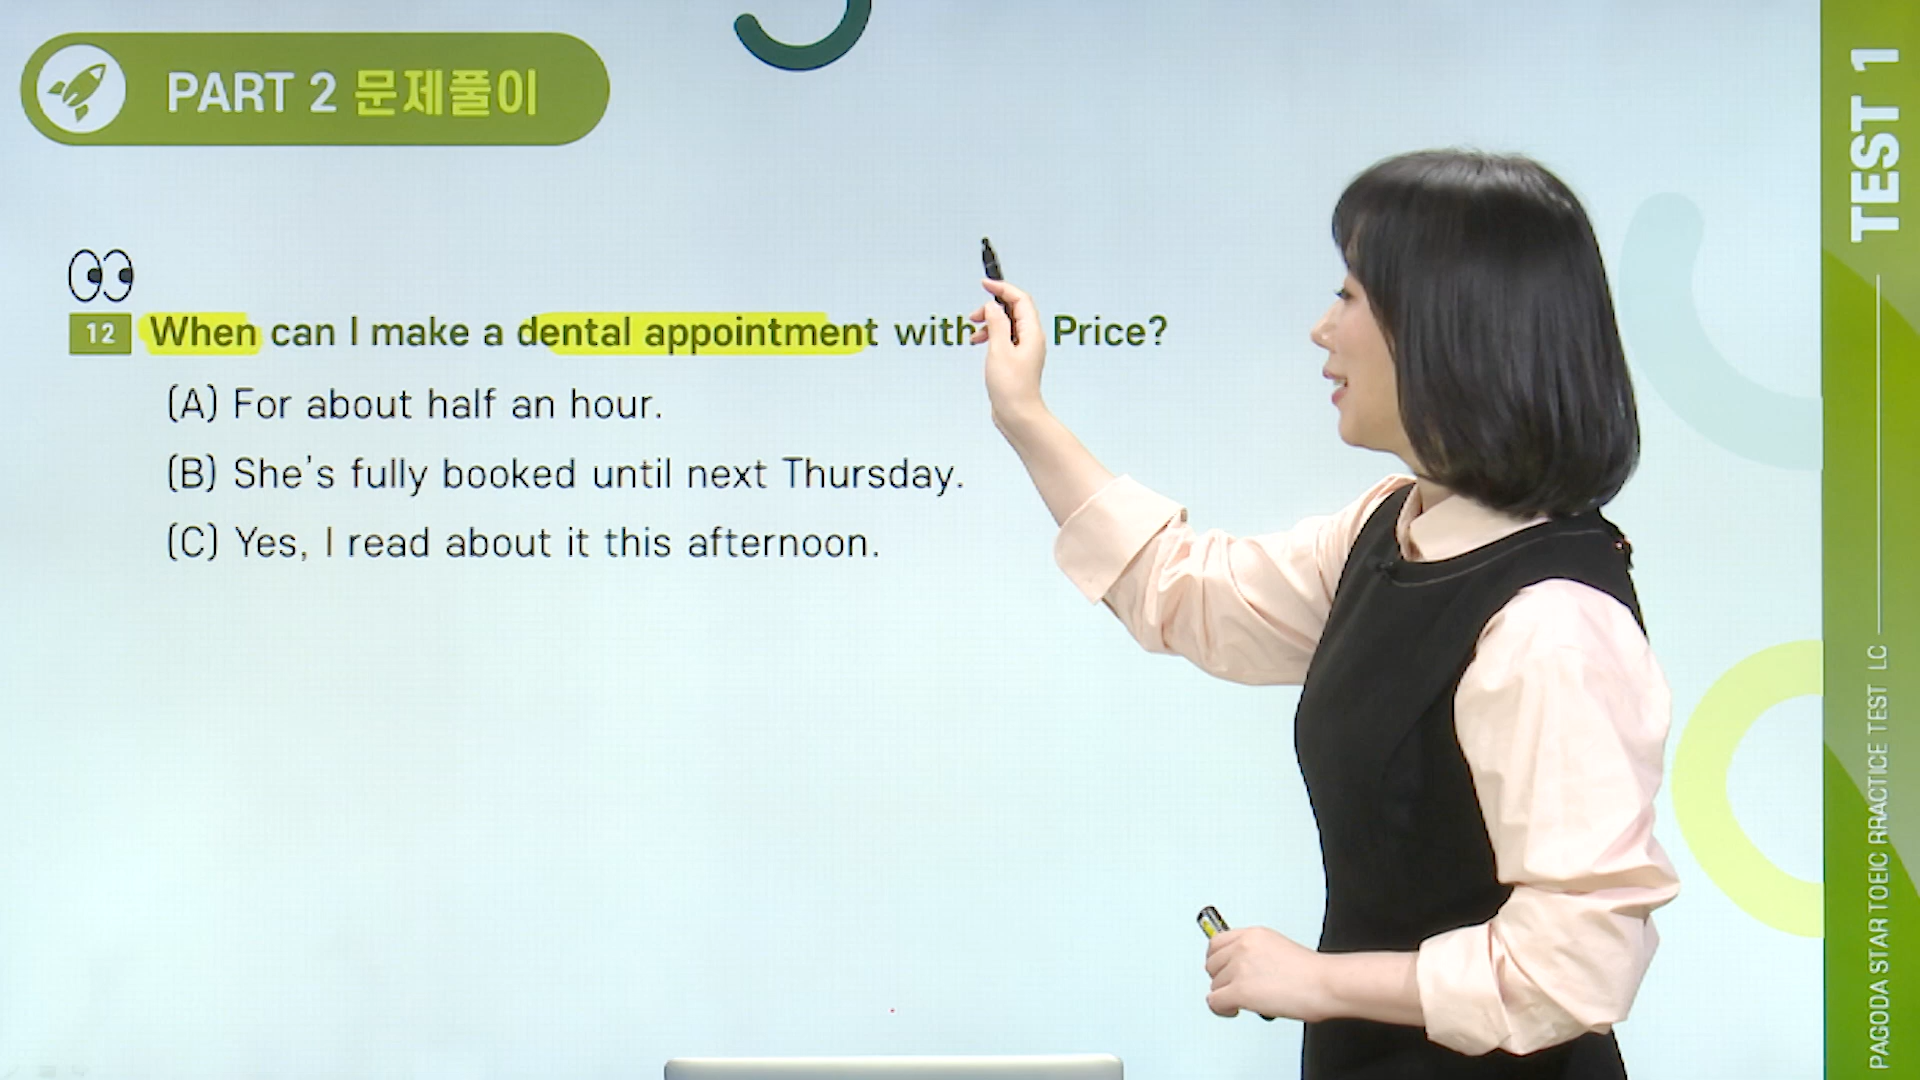 PART 2 문제풀이
12 When can I make a dental appointment with Price?
(A) For about half an hour.
(B) She's fully booked until next Thursday.
(C) Yes, I read about it this afternoon.
TEST 1
PAGODA STAR TOEIC RRACTICE TEST LC